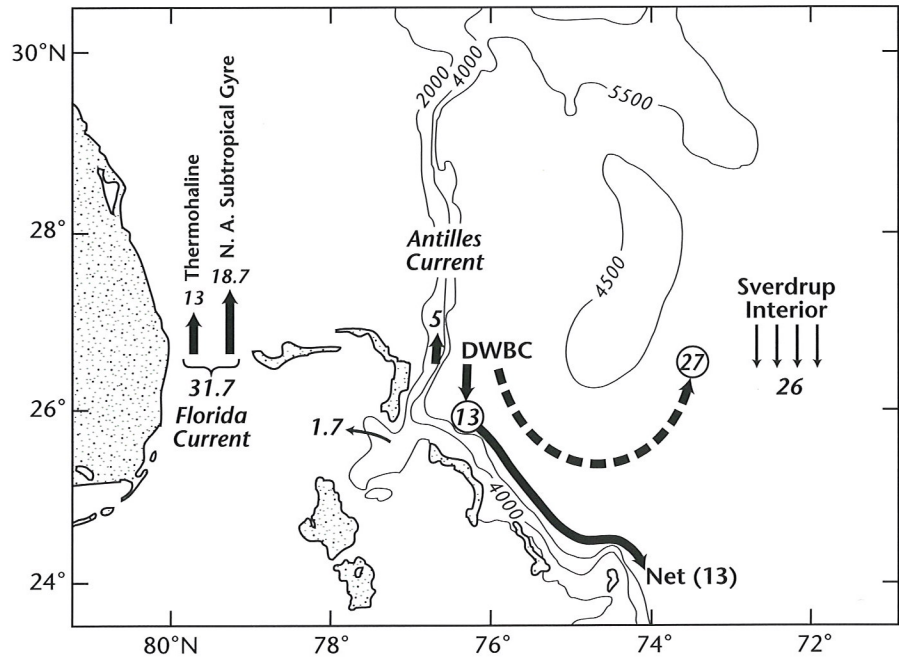 30°N
28°
26°
24°
80°N
78°
76°
74°
72°
Thermohaline
13
N. A. Subtropical Gyre
18.7
31.7
Florida
Current
1.7
2000
4000
5500
4500
Antilles
Current
5
DWBC
13
27
Sverdrup
Interior
26
4000
Net (13)